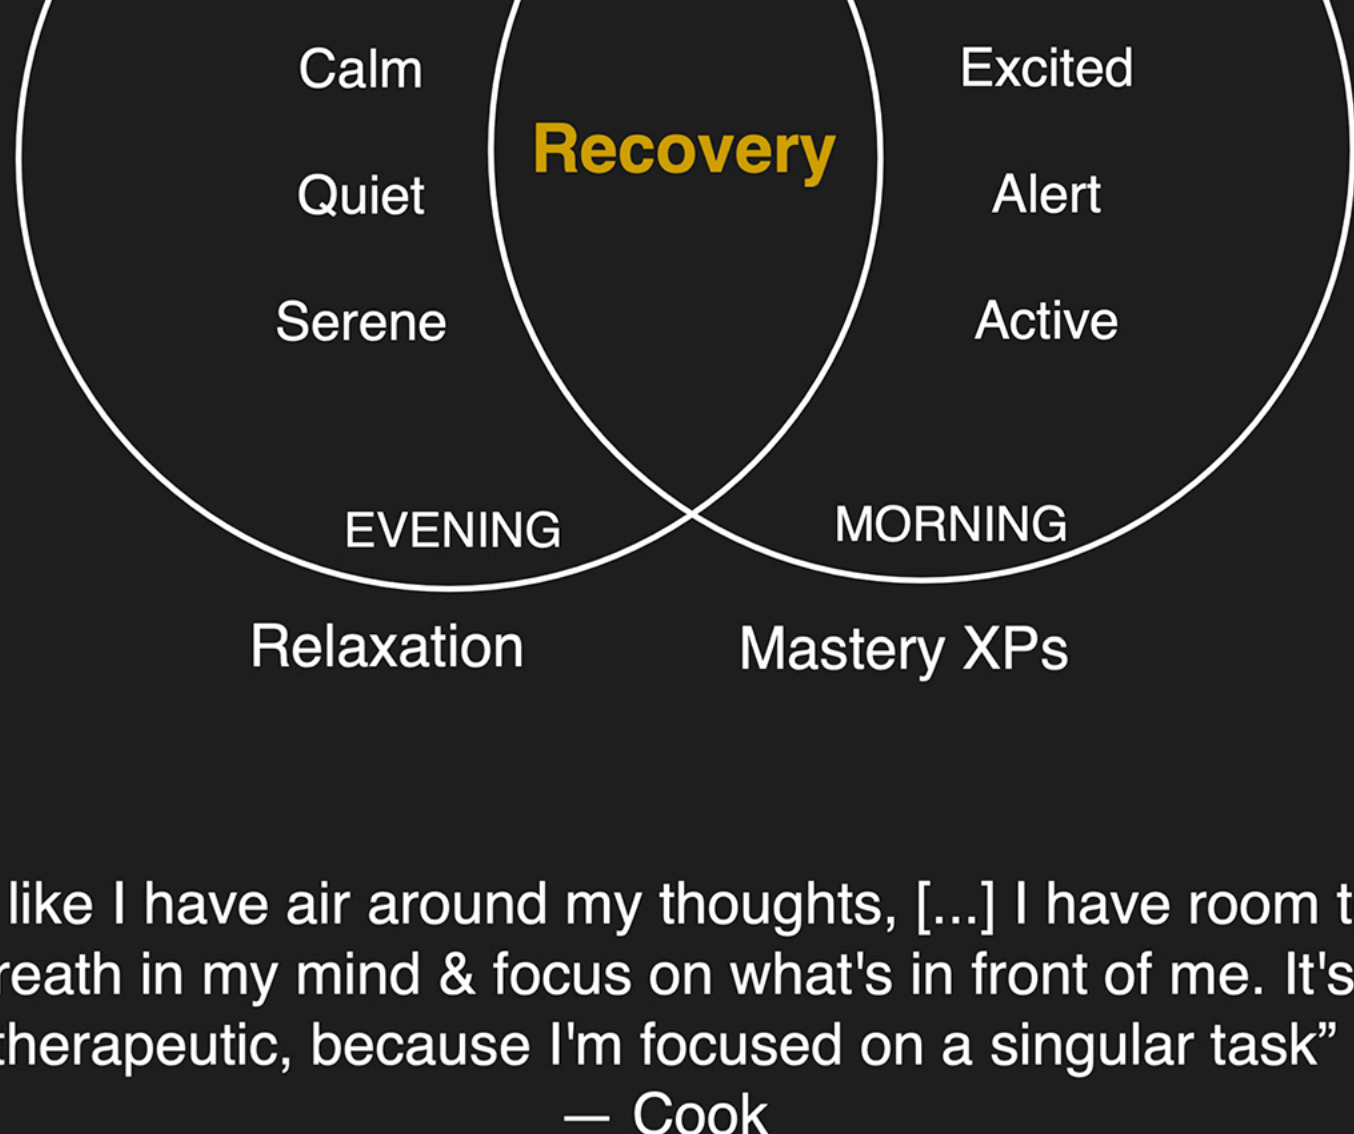 Calm
Excited
Recovery
Quiet
Alert
Serene
Active
EVENING
MORNING
Relaxation
Mastery XPs
like I have air around my thoughts, [...] I have room t
reath in my mind & focus on what's in front of me. It's
therapeutic, because I'm focused on a singular task”
— Cook